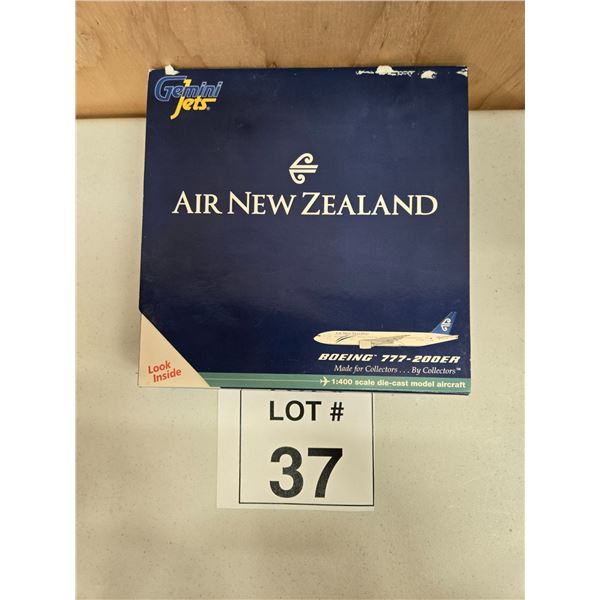 Gemini
Jets
AIR NEW ZEALAND
BOEING 777-200ER
Made for Collectors . . . By Collectors™
Look
Inside
1:400 scale die-cast model aircraft
LOT #
37